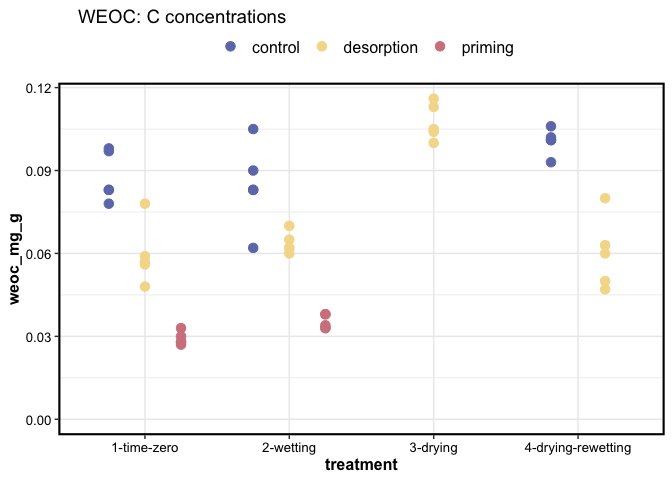 WEOC: C concentrations
control desorption priming
0.12
0.09
0.06
0.03
0.00
weoc_mg_g
1-time-zero 2-wetting 3-drying 4-drying-rewetting
treatment